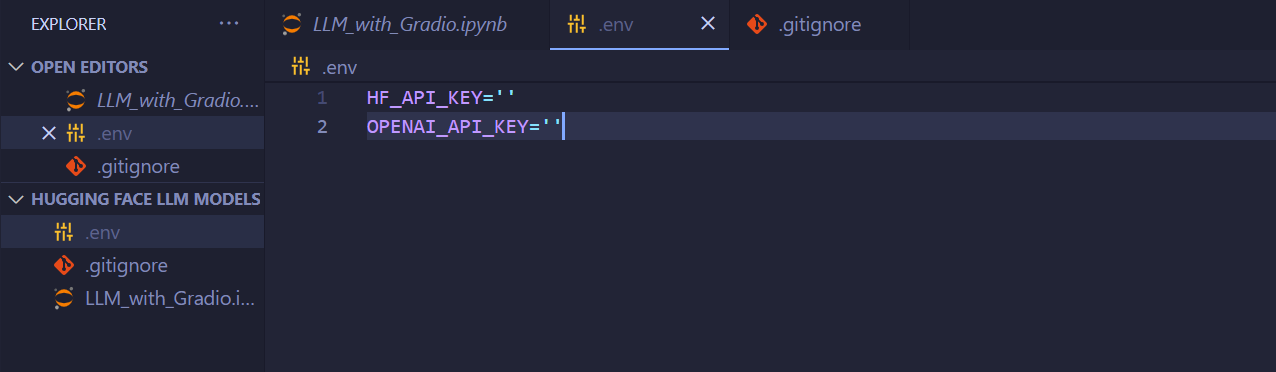 EXPLORER ...
LLM_with_Gradio.ipynb
.env
.gitignore
OPEN EDITORS
LLM_with_Gradio....
.env
.gitignore
HUGGING FACE LLM MODELS
.env
.gitignore
LLM_with_Gradio.i...
.env
1 HF_API_KEY=''
2 OPENAI_API_KEY=''